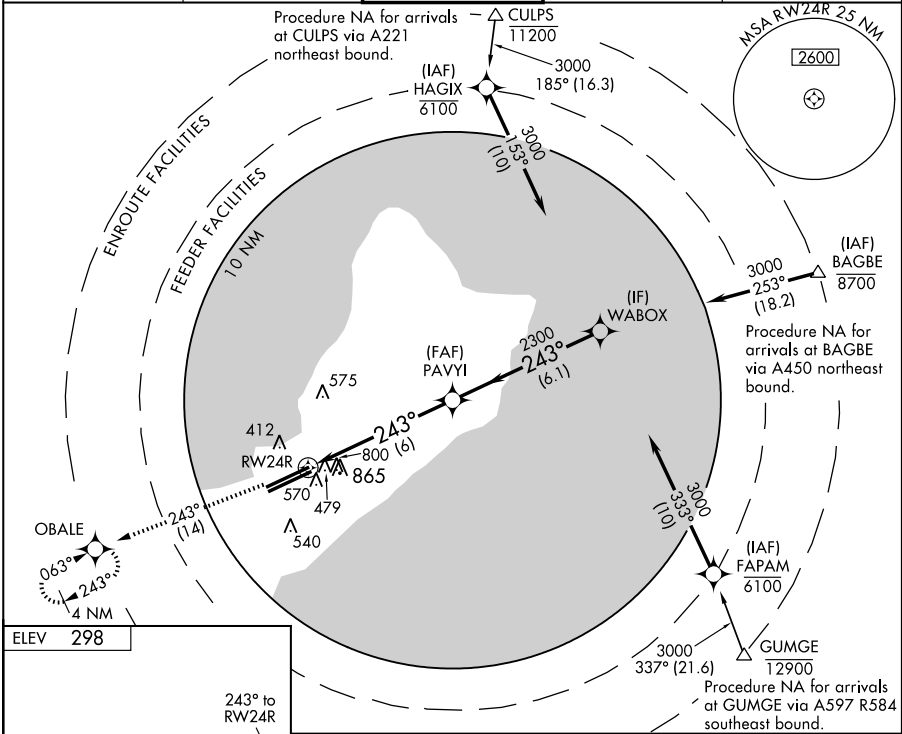 Procedure NA for arrivals
at CULPS via A221
northeast bound.
CULPS
11200
3000
185° (16.3)
(IAF)
HAGIX
6100
3000
153°
(10)
MSA RW24R 25 NM
2600
ENROUTE FACILITIES
FEEDER FACILITIES
10 NM
(IAF)
BAGBE
8700
3000
253°
(18.2)
Procedure NA for
arrivals at BAGBE
via A450 northeast
bound.
(IF)
WABOX
2300
243°
(6.1)
(FAF)
PAVYI
243°
(6)
575
412
RW24R
800
865
570
479
540
243°
(14)
OBALE
063°
243°
4 NM
3000
333°
(10)
(IAF)
FAPAM
6100
3000
337° (21.6)
GUMGE
12900
Procedure NA for arrivals
at GUMGE via A597 R584
southeast bound.
ELEV 298
243° to
RW24R